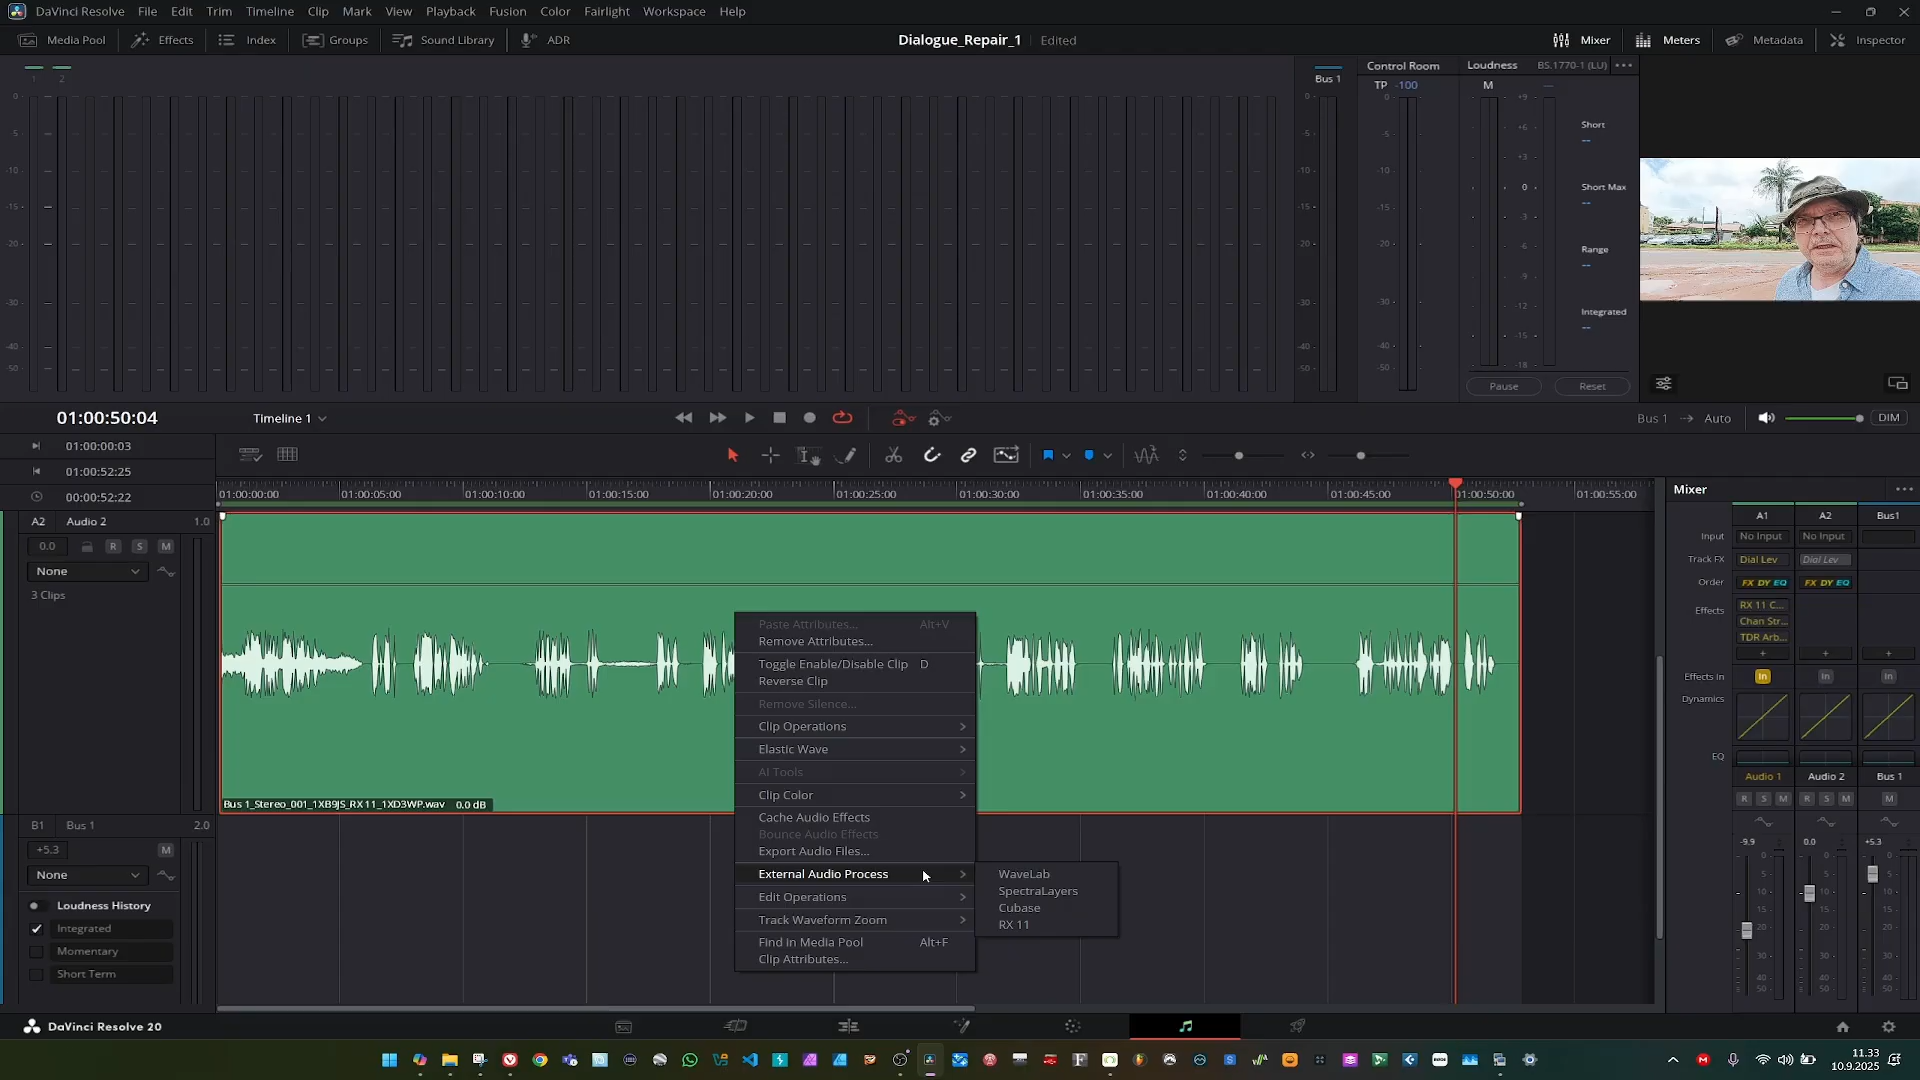 DaVinci Resolve File Edit Trim Timeline Clip Mark View Playback Fusion Color Fairlight Workspace Help
Media Pool Effects Index Groups Sound Library ADR Dialogue_Repair_1 Edited Mixer Meters Metadata Inspector
1 2 Bus 1 Control Room Loudness BS.1770-1 (LU)
TP -100 M
Short
Short Max
Range
Integrated
Pause Reset
01:00:50:04 Timeline 1 Bus 1 Auto DIM
01:00:00:03
01:00:52:25
00:00:52:22
01:00:00:00 01:00:05:00 01:00:10:00 01:00:15:00 01:00:20:00 01:00:25:00 01:00:30:00 01:00:35:00 01:00:40:00 01:00:45:00 01:00:50:00 01:00:55:00
A2 Audio 2 1.0
0.0 R S M
None
3 Clips
Bus 1_Stereo_001_1XB9JS_RX 11_1XD3WP.wav 0.0 dB
B1 Bus 1 2.0
+5.3 M
None
Loudness History
Integrated
Momentary
Short Term
Paste Attributes... Alt+V
Remove Attributes...
Toggle Enable/Disable Clip D
Reverse Clip
Remove Silence...
Clip Operations
Elastic Wave
AI Tools
Clip Color
Cache Audio Effects
Bounce Audio Effects
Export Audio Files...
External Audio Process
Edit Operations
Track Waveform Zoom
Find in Media Pool Alt+F
Clip Attributes...
WaveLab
SpectraLayers
Cubase
RX 11
Mixer
A1 A2 Bus1
Input No Input No Input
Track FX Dial Lev Dial Lev
Order FX DY EQ FX DY EQ
Effects RX 11 C...
Chan Str...
TDR Arb...
Effects In In In In
Dynamics
EQ
Audio 1 Audio 2 Bus 1
R S M R S M M
-9.9 0.0 +5.3
DaVinci Resolve 20
11.33
10.9.2025